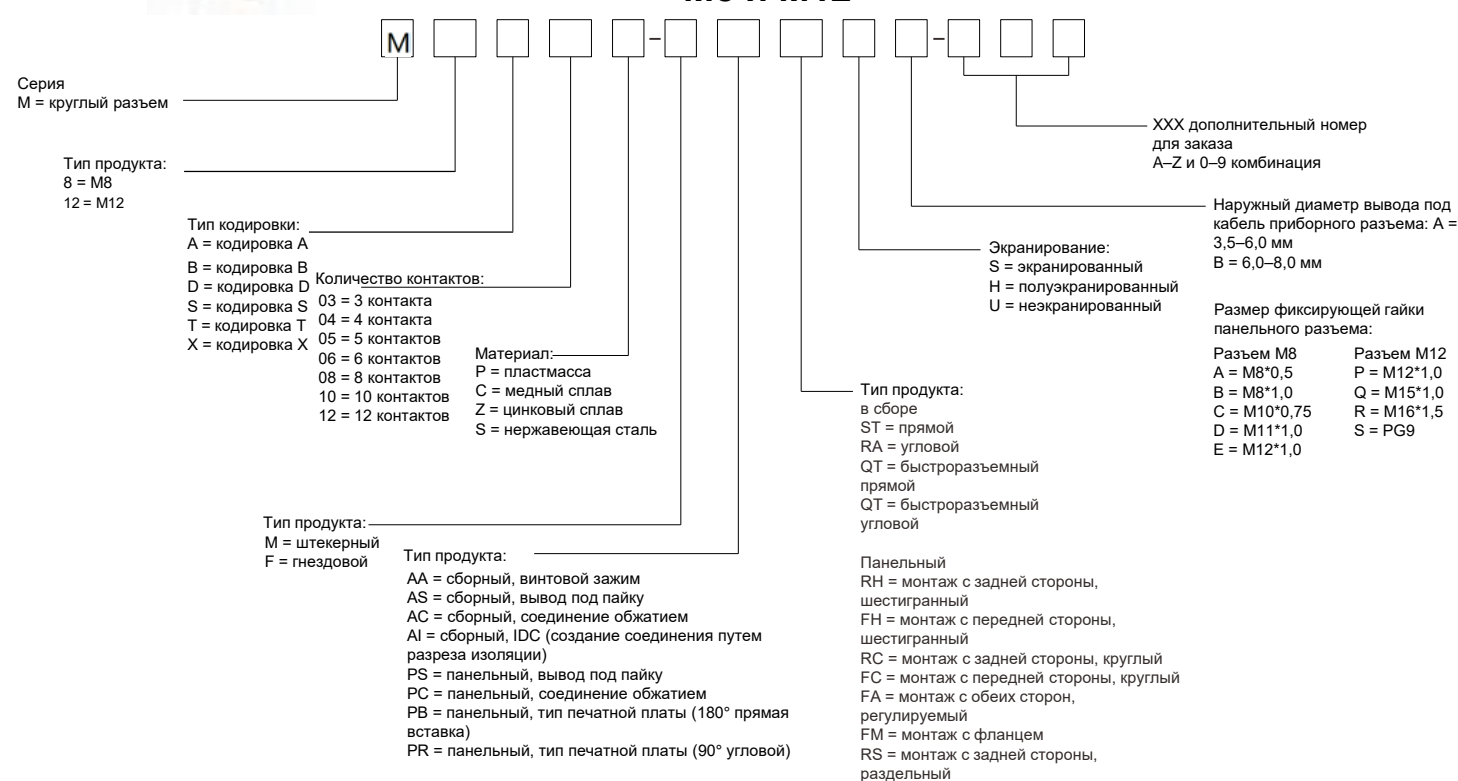 M – –
Серия
M = круглый разъем
Тип продукта:
8 = M8
12 = M12
Тип кодировки:
A = кодировка A
B = кодировка B
D = кодировка D
S = кодировка S
T = кодировка T
X = кодировка X
Количество контактов:
03 = 3 контакта
04 = 4 контакта
05 = 5 контактов
06 = 6 контактов
08 = 8 контактов
10 = 10 контактов
12 = 12 контактов
Материал:
P = пластмасса
C = медный сплав
Z = цинковый сплав
S = нержавеющая сталь
Тип продукта:
M = штекерный
F = гнездовой
Тип продукта:
AA = сборный, винтовой зажим
AS = сборный, вывод под пайку
AC = сборный, соединение обжатием
AI = сборный, IDC (создание соединения путем
разреза изоляции)
PS = панельный, вывод под пайку
PC = панельный, соединение обжатием
PB = панельный, тип печатной платы (180° прямая
вставка)
PR = панельный, тип печатной платы (90° угловой)
Тип продукта:
в сборе
ST = прямой
RA = угловой
QT = быстроразъемный
прямой
QT = быстроразъемный
угловой
Панельный
RH = монтаж с задней стороны,
шестигранный
FH = монтаж с передней стороны,
шестигранный
RC = монтаж с задней стороны, круглый
FC = монтаж с передней стороны, круглый
FA = монтаж с обеих сторон,
регулируемый
FM = монтаж с фланцем
RS = монтаж с задней стороны,
раздельный
Экранирование:
S = экранированный
H = полуэкранированный
U = неэкранированный
XXX дополнительный номер
для заказа
A–Z и 0–9 комбинация
Наружный диаметр вывода под
кабель приборного разъема: A =
3,5–6,0 мм
B = 6,0–8,0 мм
Размер фиксирующей гайки
панельного разъема:
Разъем M8
A = M8*0,5
B = M8*1,0
C = M10*0,75
D = M11*1,0
E = M12*1,0
Разъем M12
P = M12*1,0
Q = M15*1,0
R = M16*1,5
S = PG9